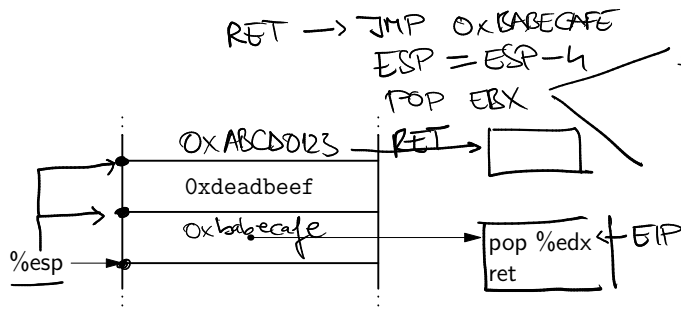 RET → JMP 0xBABECAFE
ESP = ESP-4
POP EBX
0xABCD0123 RET
0xdeadbeef
0xbabecafe
%esp
pop %edx EIP
ret